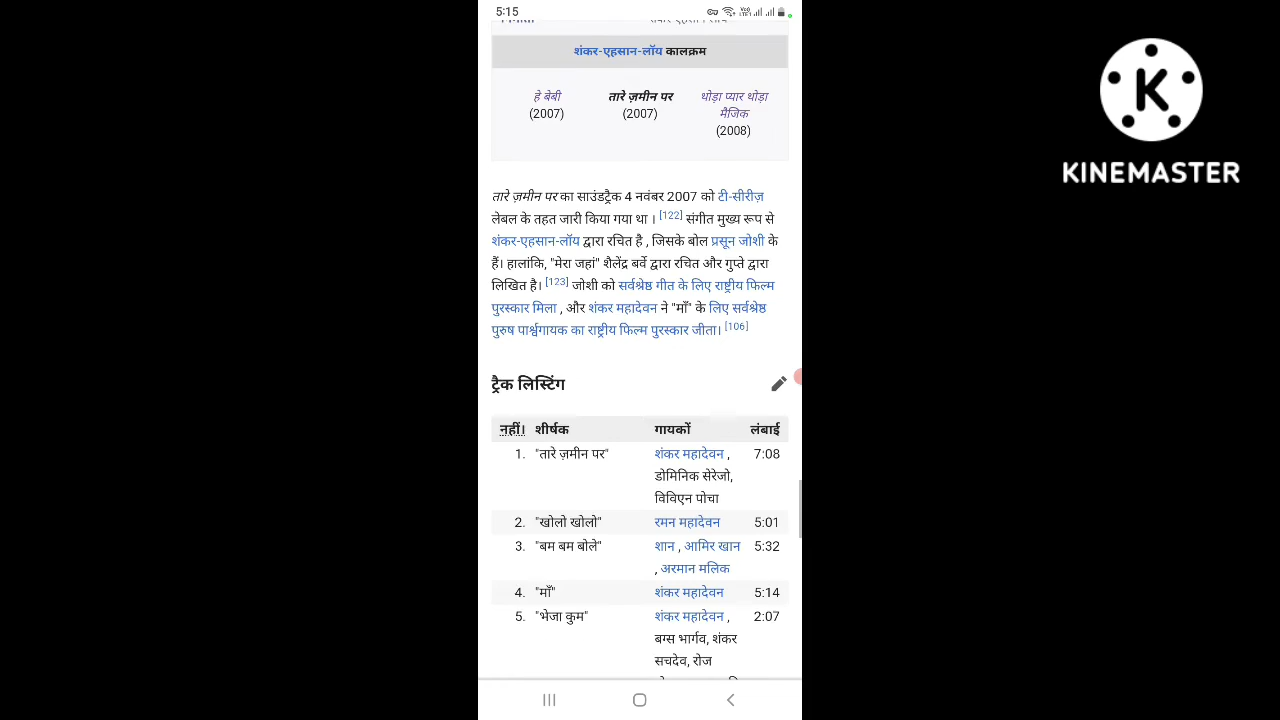 5:15
KINEMASTER
शंकर-एहसान-लॉय कालक्रम
हे बेबी
(2007)
तारे ज़मीन पर
(2007)
थोड़ा प्यार थोड़ा
मैजिक
(2008)
तारे ज़मीन पर का साउंडट्रैक 4 नवंबर 2007 को टी-सीरीज़
लेबल के तहत जारी किया गया था । [122] संगीत मुख्य रूप से
शंकर-एहसान-लॉय द्वारा रचित है , जिसके बोल प्रसून जोशी के
हैं। हालांकि, "मेरा जहां" शैलेंद्र बर्वे द्वारा रचित और गुप्ते द्वारा
लिखित है। [123] जोशी को सर्वश्रेष्ठ गीत के लिए राष्ट्रीय फिल्म
पुरस्कार मिला , और शंकर महादेवन ने "माँ" के लिए सर्वश्रेष्ठ
पुरुष पार्श्वगायक का राष्ट्रीय फिल्म पुरस्कार जीता। [106]
ट्रैक लिस्टिंग
नहीं। शीर्षक गायकों लंबाई
1. "तारे ज़मीन पर" शंकर महादेवन , 7:08
डोमिनिक सेरेजो,
विविएन पोचा
2. "खोलो खोलो" रमन महादेवन 5:01
3. "बम बम बोले" शान , आमिर खान 5:32
, अरमान मलिक
4. "माँ" शंकर महादेवन 5:14
5. "भेजा कुम" शंकर महादेवन , 2:07
बग्स भार्गव, शंकर
सचदेव, रोज